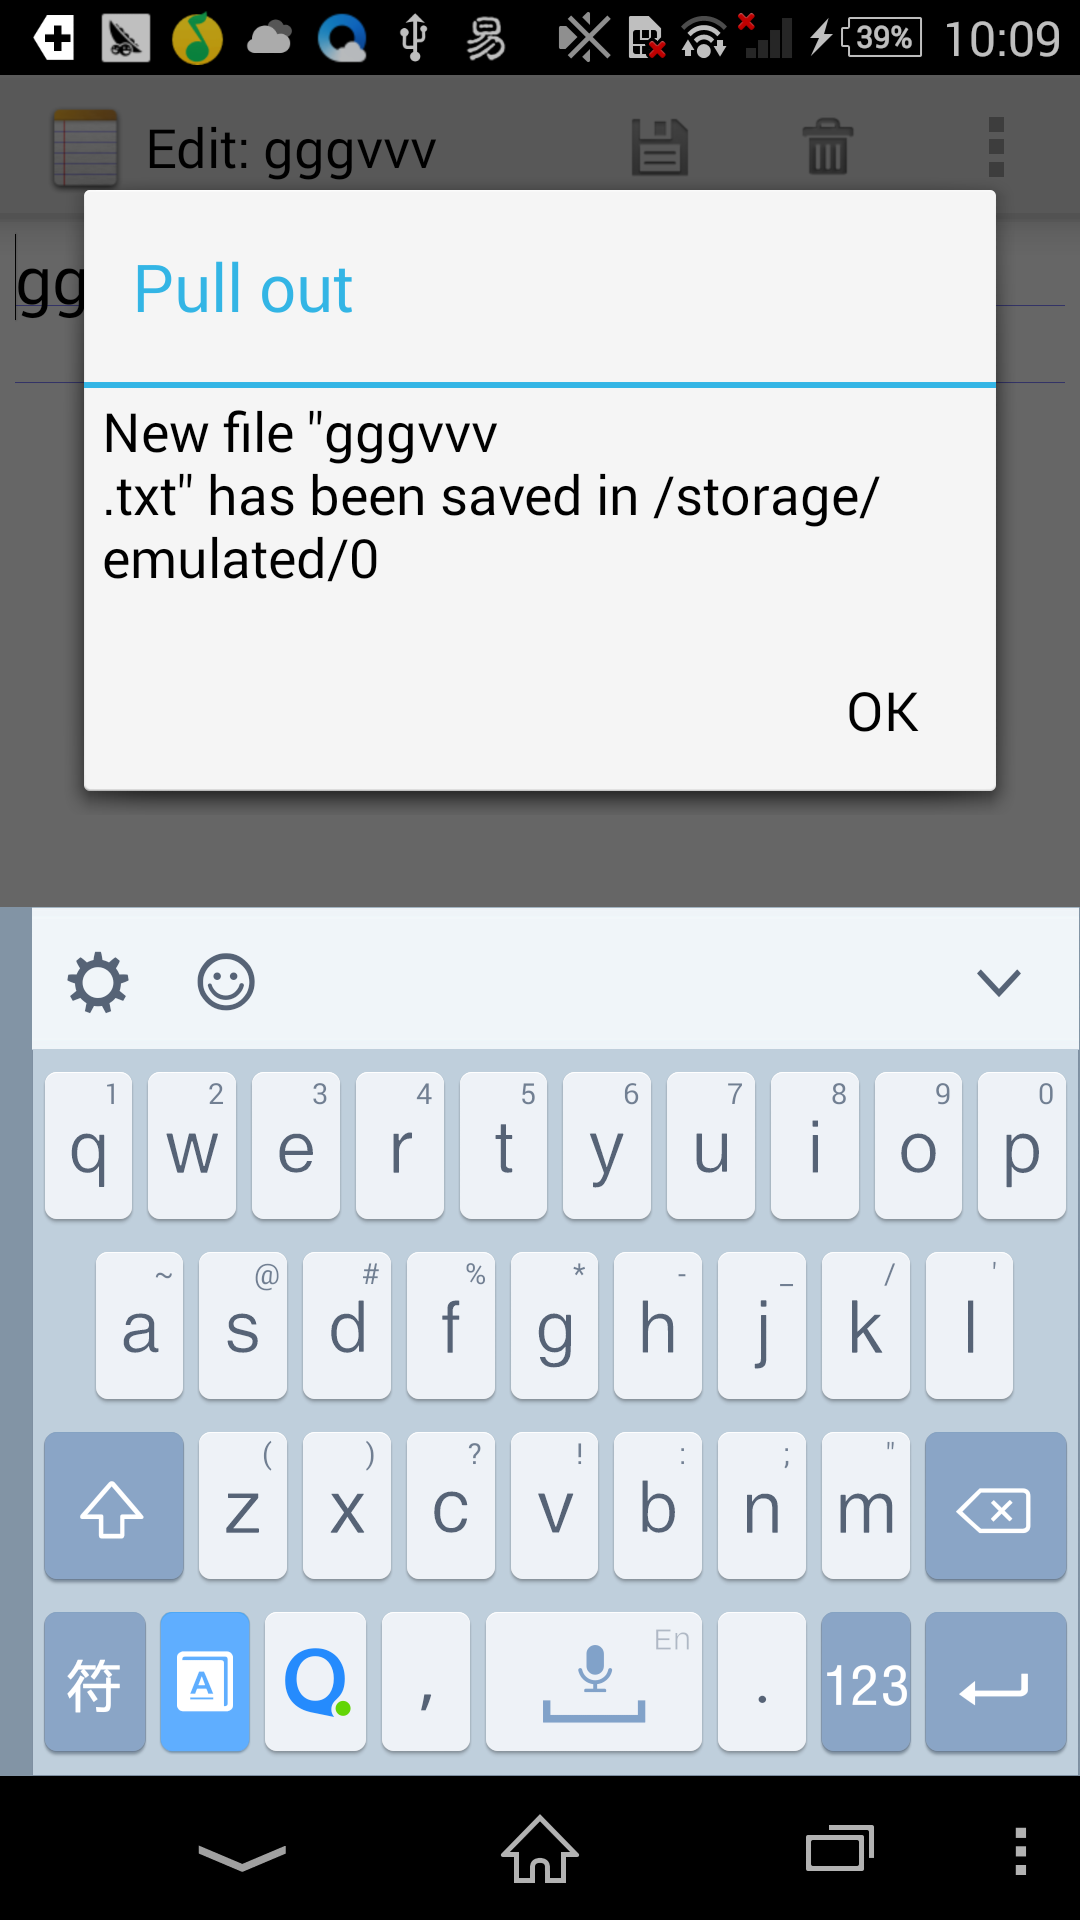 易 39% 10:09
Edit: gggvvv
gg
Pull out
New file "gggvvv
.txt" has been saved in /storage/
emulated/0
OK
1 2 3 4 5 6 7 8 9 0
q w e r t y u i o p
~ @ # % * - _ / '
a s d f g h j k l
( ) ? ! : ; "
z x c v b n m
En
符 A Q , . 123